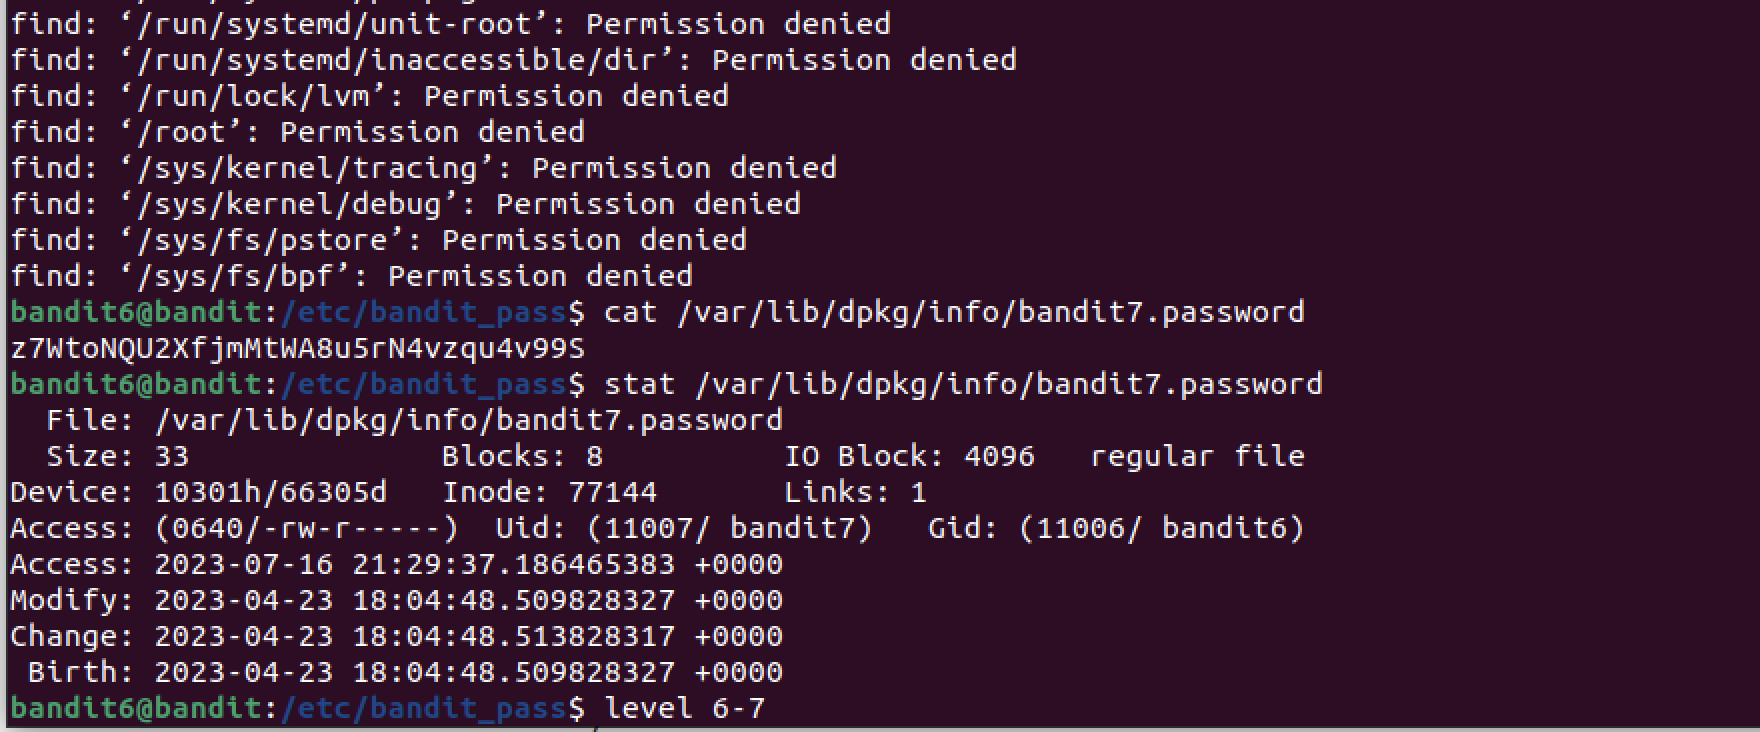 find: ‘/run/systemd/unit-root’: Permission denied
find: ‘/run/systemd/inaccessible/dir’: Permission denied
find: ‘/run/lock/lvm’: Permission denied
find: ‘/root’: Permission denied
find: ‘/sys/kernel/tracing’: Permission denied
find: ‘/sys/kernel/debug’: Permission denied
find: ‘/sys/fs/pstore’: Permission denied
find: ‘/sys/fs/bpf’: Permission denied
bandit6@bandit:/etc/bandit_pass$ cat /var/lib/dpkg/info/bandit7.password
z7WtoNQU2XfjmMtWA8u5rN4vzqu4v99S
bandit6@bandit:/etc/bandit_pass$ stat /var/lib/dpkg/info/bandit7.password
  File: /var/lib/dpkg/info/bandit7.password
  Size: 33              Blocks: 8          IO Block: 4096   regular file
Device: 10301h/66305d   Inode: 77144       Links: 1
Access: (0640/-rw-r-----)  Uid: (11007/ bandit7)   Gid: (11006/ bandit6)
Access: 2023-07-16 21:29:37.186465383 +0000
Modify: 2023-04-23 18:04:48.509828327 +0000
Change: 2023-04-23 18:04:48.513828317 +0000
 Birth: 2023-04-23 18:04:48.509828327 +0000
bandit6@bandit:/etc/bandit_pass$ level 6-7